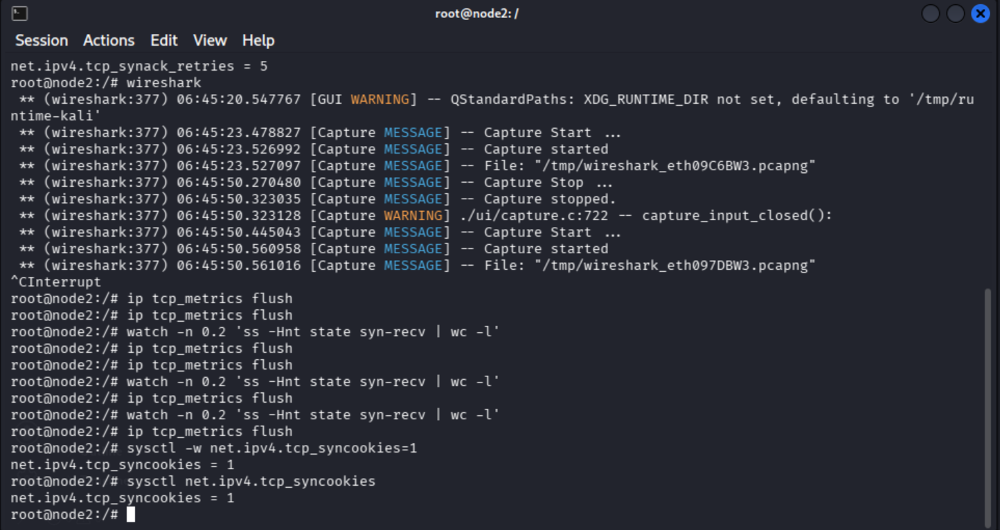 root@node2: /
Session Actions Edit View Help
net.ipv4.tcp_synack_retries = 5
root@node2:/# wireshark
 ** (wireshark:377) 06:45:20.547767 [GUI WARNING] -- QStandardPaths: XDG_RUNTIME_DIR not set, defaulting to '/tmp/ru
ntime-kali'
 ** (wireshark:377) 06:45:23.478827 [Capture MESSAGE] -- Capture Start ...
 ** (wireshark:377) 06:45:23.526992 [Capture MESSAGE] -- Capture started
 ** (wireshark:377) 06:45:23.527097 [Capture MESSAGE] -- File: "/tmp/wireshark_eth09C6BW3.pcapng"
 ** (wireshark:377) 06:45:50.270480 [Capture MESSAGE] -- Capture Stop ...
 ** (wireshark:377) 06:45:50.323035 [Capture MESSAGE] -- Capture stopped.
 ** (wireshark:377) 06:45:50.323128 [Capture WARNING] ./ui/capture.c:722 -- capture_input_closed():
 ** (wireshark:377) 06:45:50.445043 [Capture MESSAGE] -- Capture Start ...
 ** (wireshark:377) 06:45:50.560958 [Capture MESSAGE] -- Capture started
 ** (wireshark:377) 06:45:50.561016 [Capture MESSAGE] -- File: "/tmp/wireshark_eth097DBW3.pcapng"
^CInterrupt
root@node2:/# ip tcp_metrics flush
root@node2:/# ip tcp_metrics flush
root@node2:/# watch -n 0.2 'ss -Hnt state syn-recv | wc -l'
root@node2:/# ip tcp_metrics flush
root@node2:/# ip tcp_metrics flush
root@node2:/# watch -n 0.2 'ss -Hnt state syn-recv | wc -l'
root@node2:/# ip tcp_metrics flush
root@node2:/# watch -n 0.2 'ss -Hnt state syn-recv | wc -l'
root@node2:/# ip tcp_metrics flush
root@node2:/# sysctl -w net.ipv4.tcp_syncookies=1
net.ipv4.tcp_syncookies = 1
root@node2:/# sysctl net.ipv4.tcp_syncookies
net.ipv4.tcp_syncookies = 1
root@node2:/#